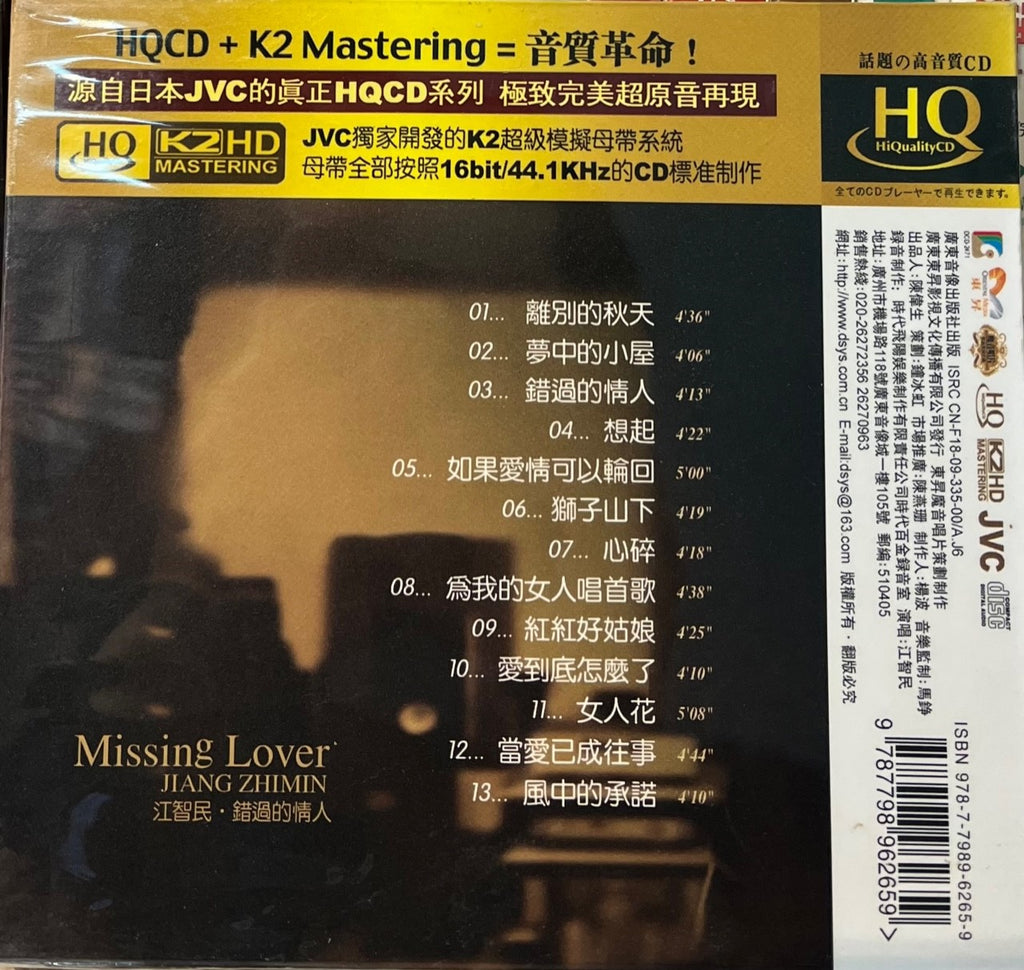 HQCD + K2 Mastering = 音質革命！
源自日本JVC的眞正HQCD系列 極致完美超原音再現
HQ K2HD MASTERING
JVC獨家開發的K2超級模擬母帶系統
母帶全部按照16bit/44.1KHz的CD標准制作
話題の高音質CD
HQ
HiQualityCD
全てのCDプレーヤーで再生できます。
01... 離別的秋天 4'36"
02... 夢中的小屋 4'06"
03... 錯過的情人 4'13"
04... 想起 4'22"
05... 如果愛情可以輪回 5'00"
06... 獅子山下 4'19"
07... 心碎 4'18"
08... 爲我的女人唱首歌 4'38"
09... 紅紅好姑娘 4'25"
10... 愛到底怎麼了 4'10"
11... 女人花 5'08"
12... 當愛已成往事 4'44"
13... 風中的承諾 4'10"
Missing Lover
JIANG ZHIMIN
江智民·錯過的情人
東昇
HQ
K2HD MASTERING
JVC
COMPACT disc DIGITAL AUDIO
廣東音像出版社出版 ISRC CN-F18-09-335-00/A.J6
廣東東昇影視文化傳播有限公司發行 東昇魔音唱片策劃制作
出品人:陳偉生 策劃:鐘冰虹 市場推廣:陳燕珊 制作人:楊波 音樂監制:馬錚
録音制作：時代飛陽娱樂制作有限責任公司時代百金録音室 演唱:江智民
地址:廣州市機場路118號廣東音像城一樓105號 郵編:510405
銷售熱綫:020-26272356 26270963
網址:http://www.dsys.com.cn E-mail:dsys@163.com 版權所有·翻版必究
ISBN 978-7-7989-6265-9
9 787798 962659 >